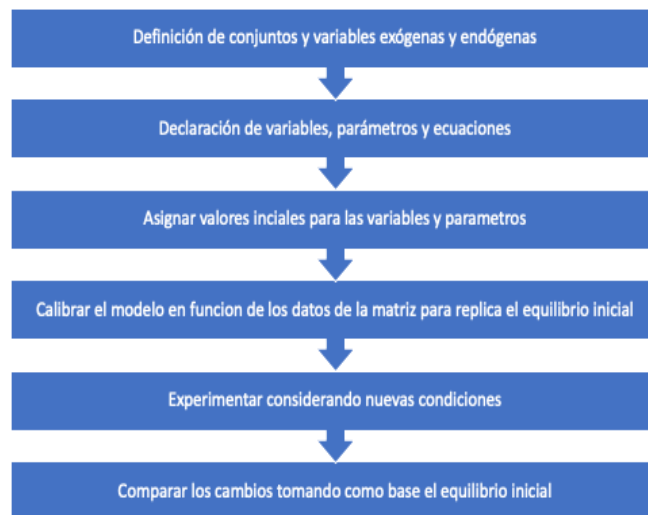 Definición de conjuntos y variables exógenas y endógenas
Declaración de variables, parámetros y ecuaciones
Asignar valores inciales para las variables y parametros
Calibrar el modelo en funcion de los datos de la matriz para replica el equilibrio inicial
Experimentar considerando nuevas condiciones
Comparar los cambios tomando como base el equilibrio inicial